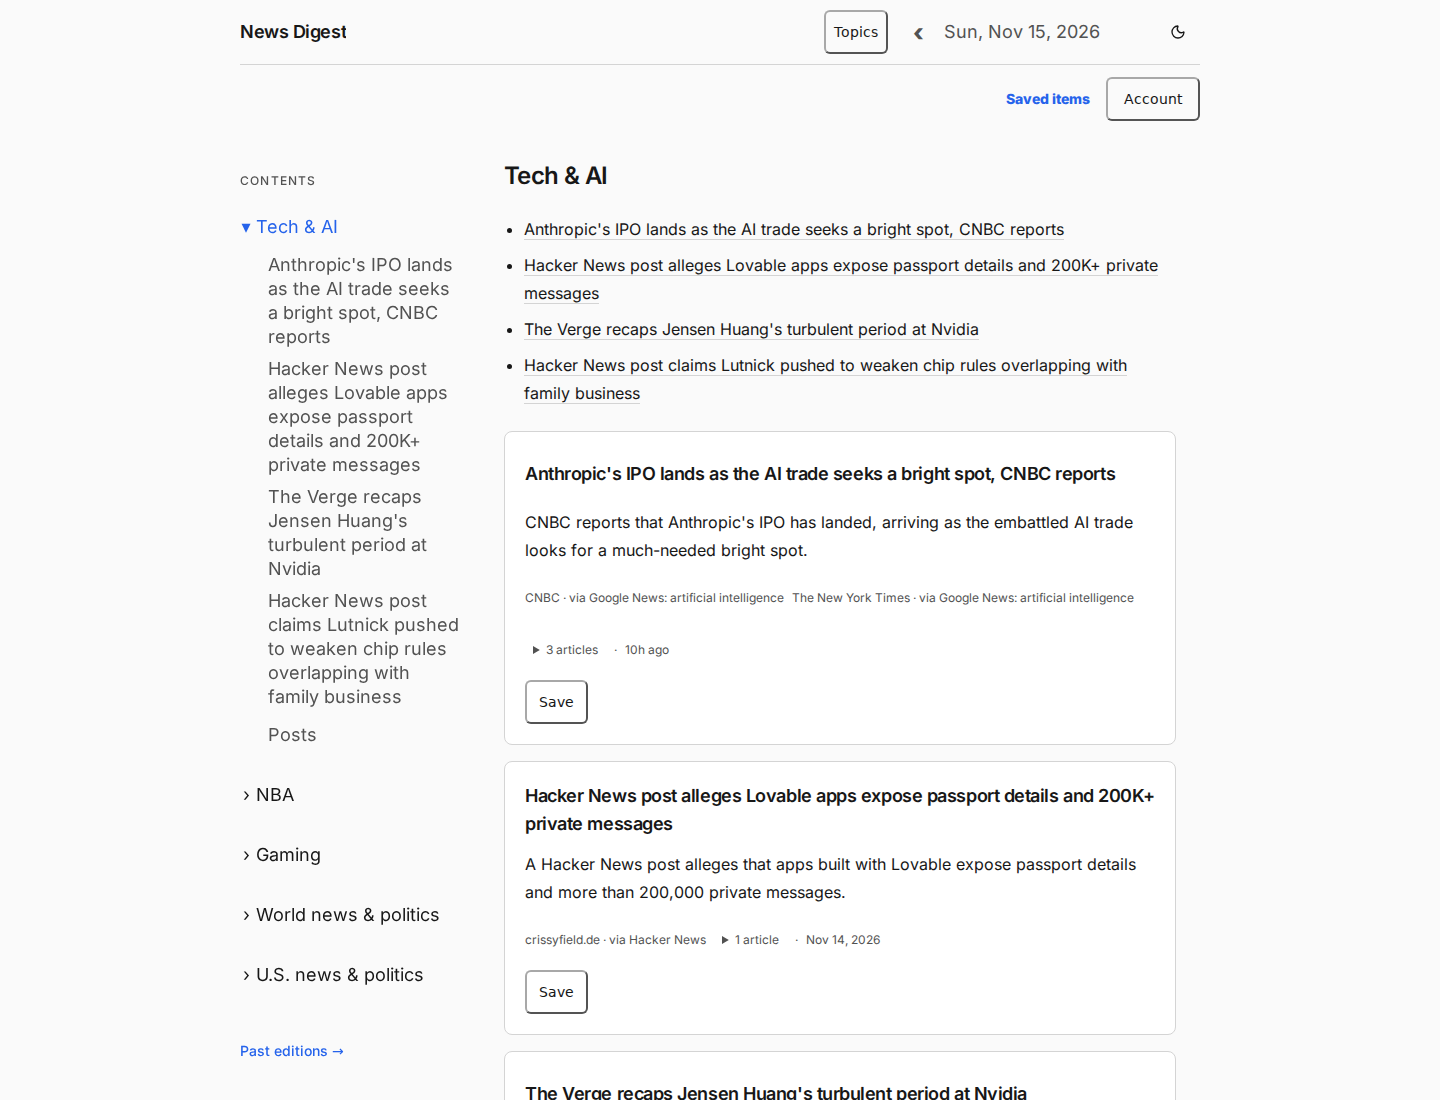 News Digest
Topics
‹ Sun, Nov 15, 2026
Saved items
Account
CONTENTS
▾ Tech & AI
Anthropic's IPO lands
as the AI trade seeks
a bright spot, CNBC
reports
Hacker News post
alleges Lovable apps
expose passport
details and 200K+
private messages
The Verge recaps
Jensen Huang's
turbulent period at
Nvidia
Hacker News post
claims Lutnick pushed
to weaken chip rules
overlapping with
family business
Posts
› NBA
› Gaming
› World news & politics
› U.S. news & politics
Past editions →
Tech & AI
• Anthropic's IPO lands as the AI trade seeks a bright spot, CNBC reports
• Hacker News post alleges Lovable apps expose passport details and 200K+ private
messages
• The Verge recaps Jensen Huang's turbulent period at Nvidia
• Hacker News post claims Lutnick pushed to weaken chip rules overlapping with
family business
Anthropic's IPO lands as the AI trade seeks a bright spot, CNBC reports
CNBC reports that Anthropic's IPO has landed, arriving as the embattled AI trade
looks for a much-needed bright spot.
CNBC · via Google News: artificial intelligence The New York Times · via Google News: artificial intelligence
▶ 3 articles · 10h ago
Save
Hacker News post alleges Lovable apps expose passport details and 200K+
private messages
A Hacker News post alleges that apps built with Lovable expose passport details
and more than 200,000 private messages.
crissyfield.de · via Hacker News ▶ 1 article · Nov 14, 2026
Save
The Verge recaps Jensen Huang's turbulent period at Nvidia